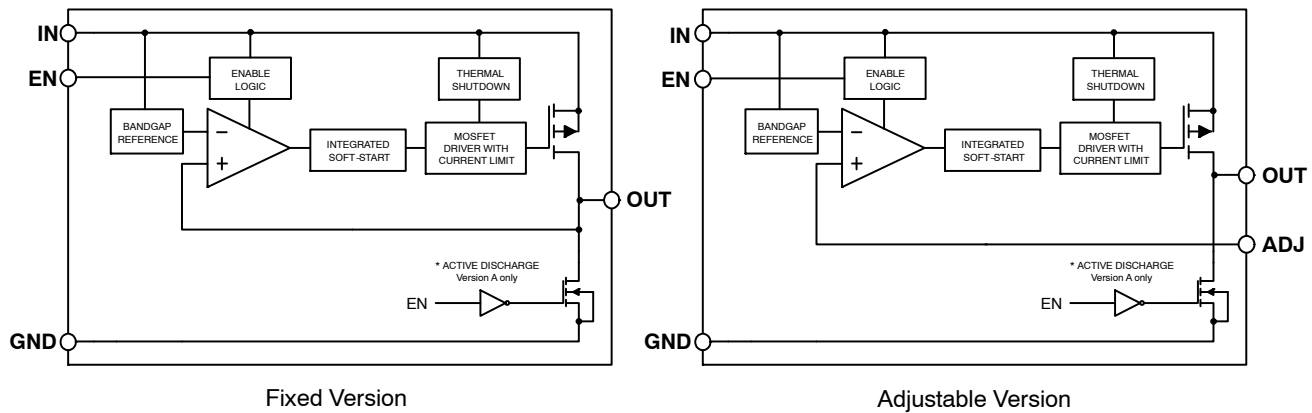 IN
EN
ENABLE
LOGIC
THERMAL
SHUTDOWN
BANDGAP
REFERENCE
−
+
INTEGRATED
SOFT-START
MOSFET
DRIVER WITH
CURRENT LIMIT
OUT
* ACTIVE DISCHARGE
Version A only
EN
GND
Fixed Version
IN
EN
ENABLE
LOGIC
THERMAL
SHUTDOWN
BANDGAP
REFERENCE
−
+
INTEGRATED
SOFT-START
MOSFET
DRIVER WITH
CURRENT LIMIT
OUT
ADJ
* ACTIVE DISCHARGE
Version A only
EN
GND
Adjustable Version